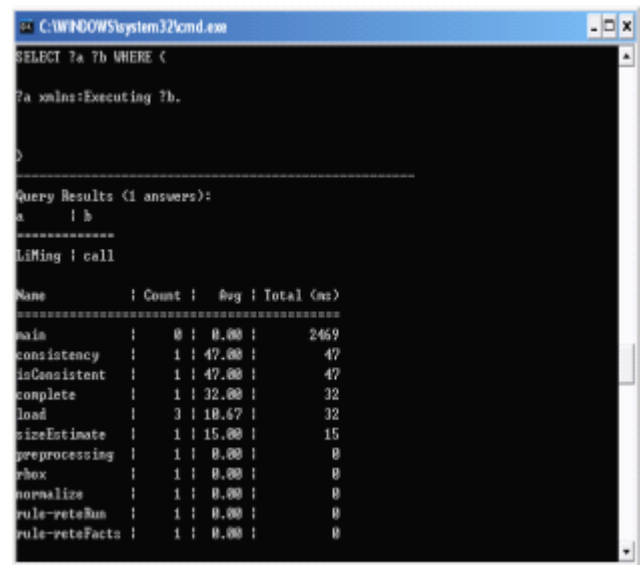 C:\WINDOWS\system32\cmd.exe
SELECT ?a ?b WHERE {
?a xmlns:Executing ?b.
}
Query Results (1 answers):
a | b
LiMing | call
Name | Count | Avg | Total (ms)
main | 0 | 0.00 | 2469
consistency | 1 | 47.00 | 47
isConsistent | 1 | 47.00 | 47
complete | 1 | 32.00 | 32
load | 3 | 10.67 | 32
sizeEstimate | 1 | 15.00 | 15
preprocessing | 1 | 0.00 | 0
rbox | 1 | 0.00 | 0
normalize | 1 | 0.00 | 0
rule-reteRun | 1 | 0.00 | 0
rule-reteFacts | 1 | 0.00 | 0